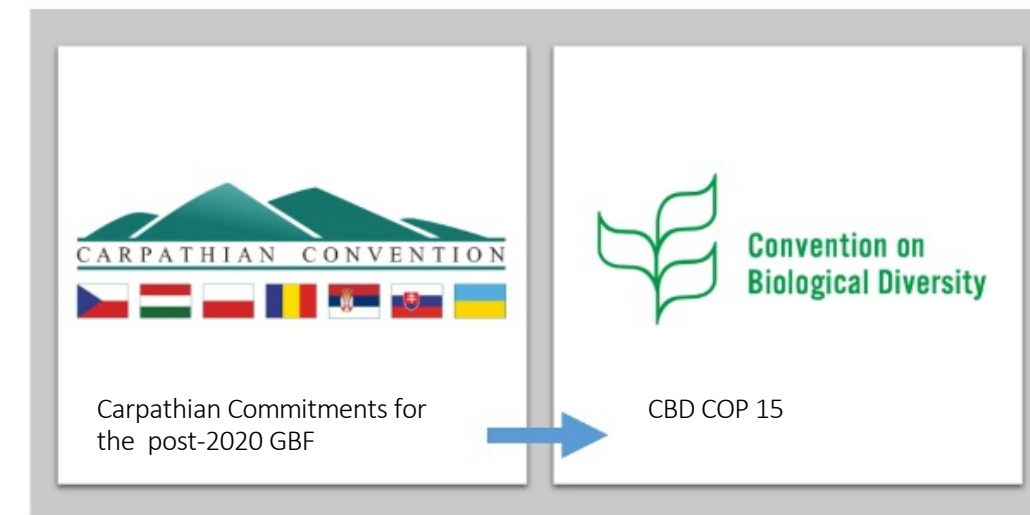 CARPATHIAN CONVENTION
Carpathian Commitments for
the post-2020 GBF
Convention on
Biological Diversity
CBD COP 15